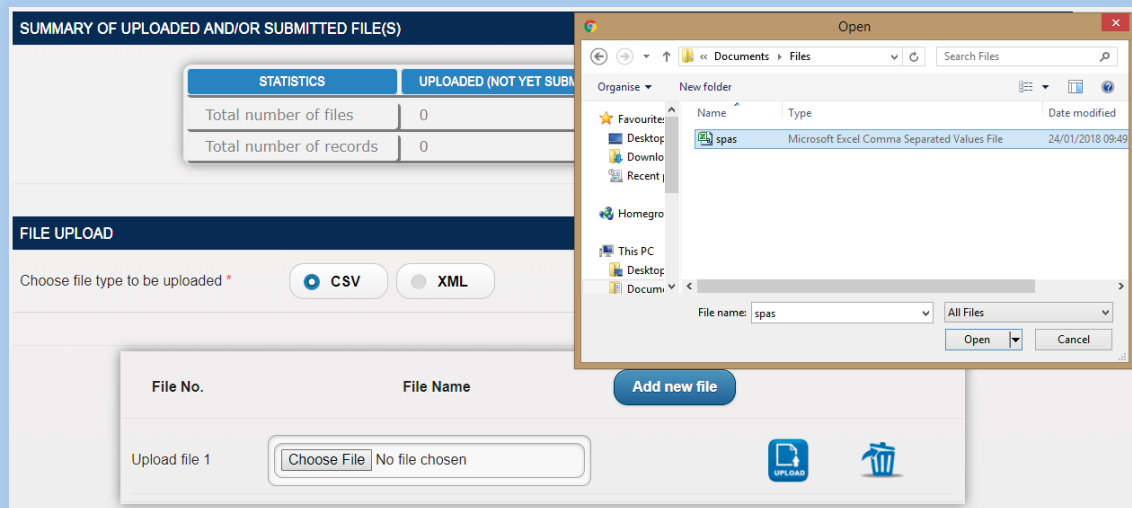 SUMMARY OF UPLOADED AND/OR SUBMITTED FILE(S)
STATISTICS UPLOADED (NOT YET SUBM
Total number of files 0
Total number of records 0
FILE UPLOAD
Choose file type to be uploaded * CSV XML
File No. File Name Add new file
Upload file 1 Choose File No file chosen UPLOAD
Open
« Documents Files Search Files
Organise New folder
Name Type Date modified
spas Microsoft Excel Comma Separated Values File 24/01/2018 09:49
Favourites
Desktop
Downlo
Recent p
Homegro
This PC
Desktop
Docum
File name: spas All Files
Open Cancel